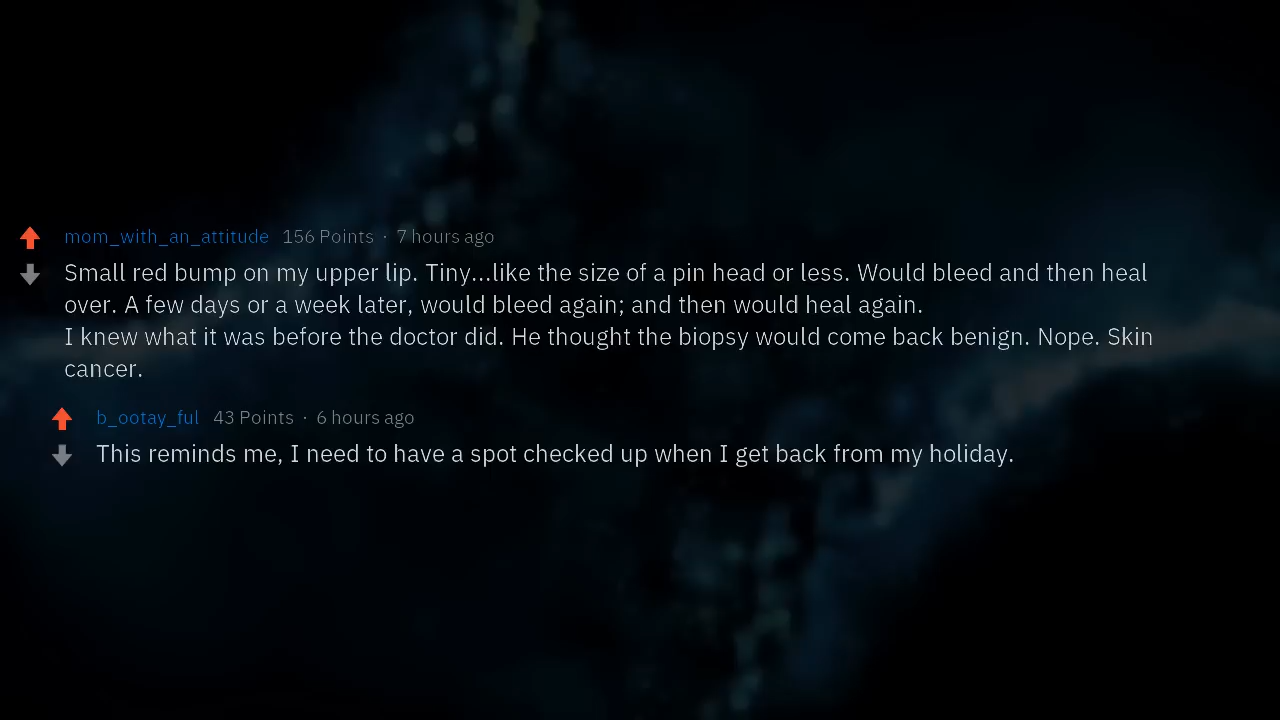 mom_with_an_attitude 156 Points · 7 hours ago
Small red bump on my upper lip. Tiny...like the size of a pin head or less. Would bleed and then heal
over. A few days or a week later, would bleed again; and then would heal again.
I knew what it was before the doctor did. He thought the biopsy would come back benign. Nope. Skin
cancer.
b_ootay_ful 43 Points · 6 hours ago
This reminds me, I need to have a spot checked up when I get back from my holiday.